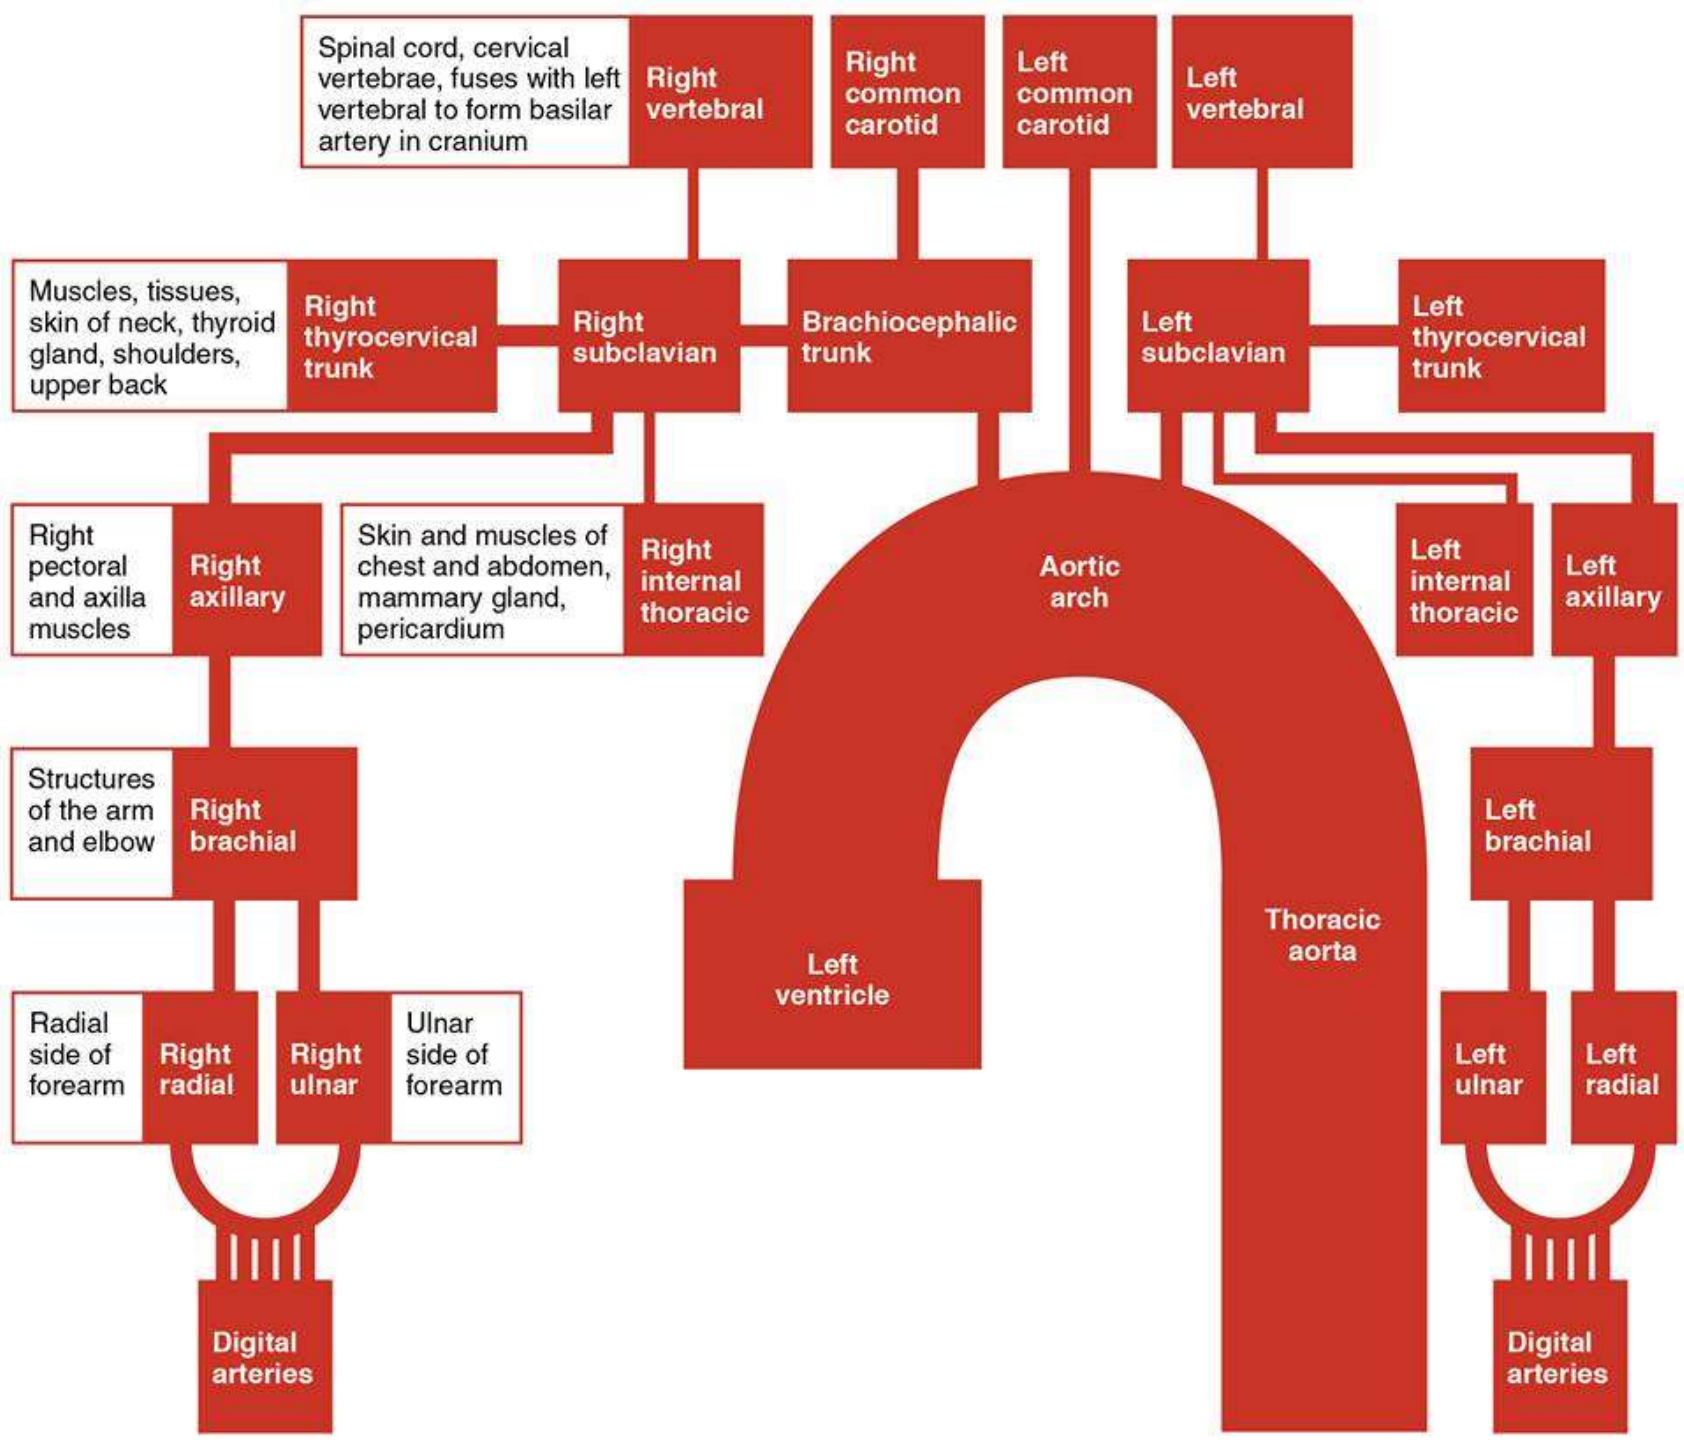 Spinal cord, cervical
vertebrae, fuses with left
vertebral to form basilar
artery in cranium
Right
vertebral
Right
common
carotid
Left
common
carotid
Left
vertebral
Muscles, tissues,
skin of neck, thyroid
gland, shoulders,
upper back
Right
thyrocervical
trunk
Right
subclavian
Brachiocephalic
trunk
Left
subclavian
Left
thyrocervical
trunk
Right
pectoral
and axilla
muscles
Right
axillary
Skin and muscles of
chest and abdomen,
mammary gland,
pericardium
Right
internal
thoracic
Aortic
arch
Left
internal
thoracic
Left
axillary
Structures
of the arm
and elbow
Right
brachial
Left
brachial
Thoracic
aorta
Left
ventricle
Radial
side of
forearm
Right
radial
Right
ulnar
Ulnar
side of
forearm
Left
ulnar
Left
radial
Digital
arteries
Digital
arteries